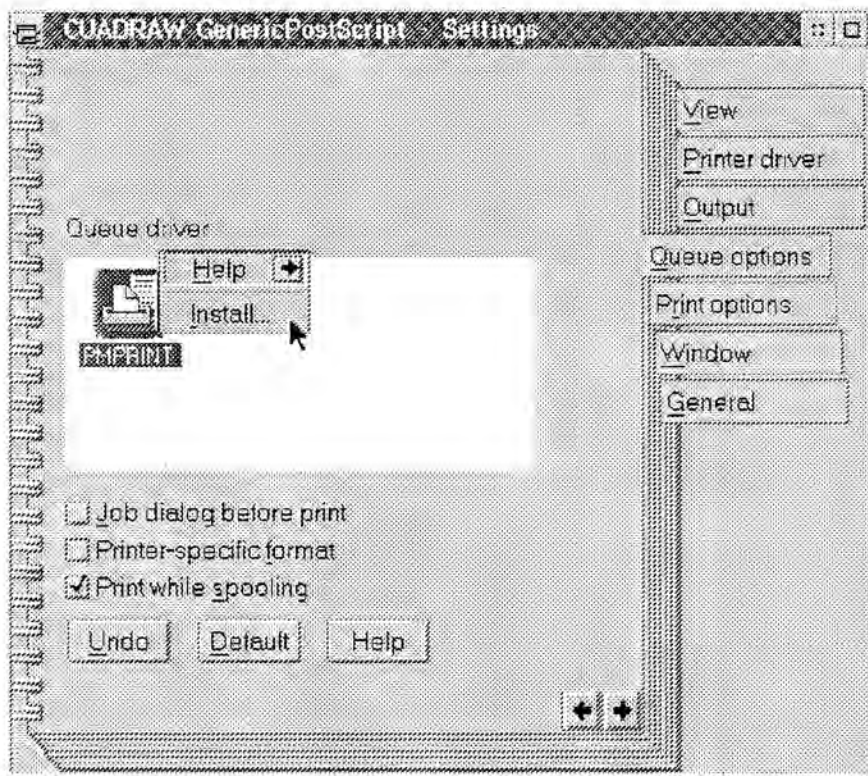 CUADRAW GenericPostScript - Settings
View
Printer driver
Output
Queue options
Print options
Window
General
Queue driver
Help
Install...
PMPRINT
Job dialog before print
Printer-specific format
Print while spooling
Undo
Default
Help